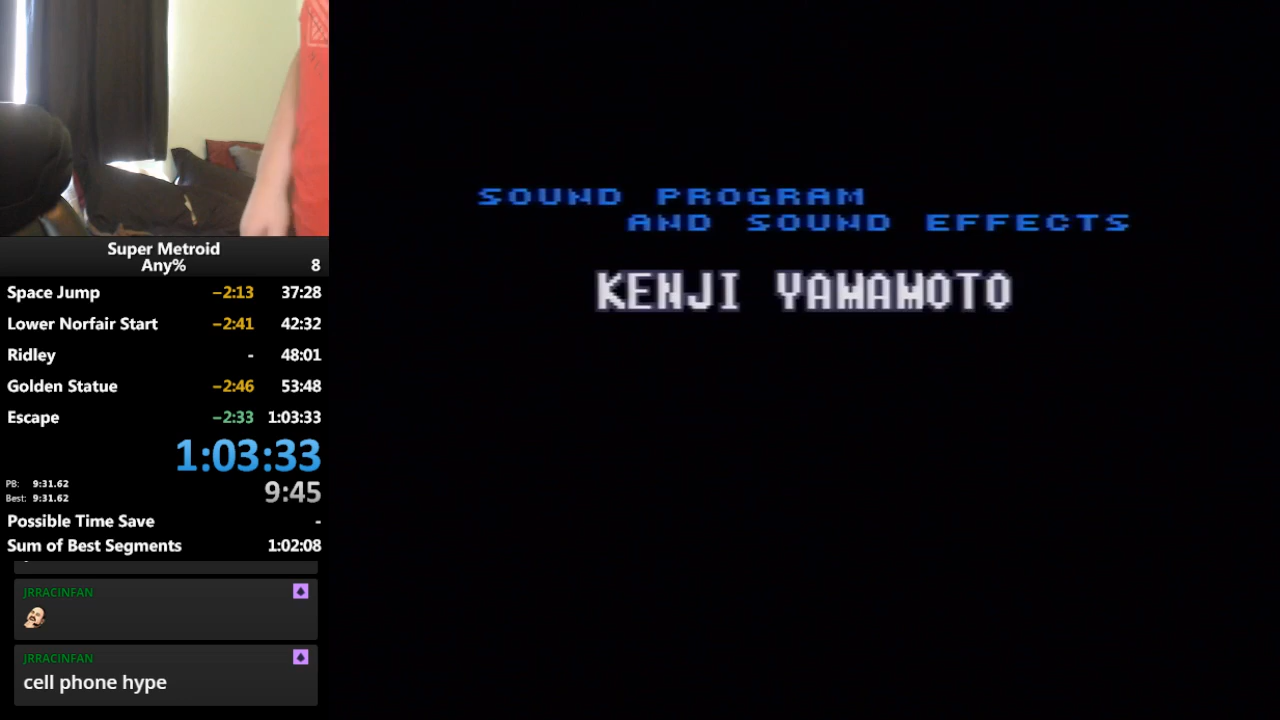 Super Metroid
Any% 8
Space Jump −2:13 37:28
Lower Norfair Start −2:41 42:32
Ridley - 48:01
Golden Statue −2:46 53:48
Escape −2:33 1:03:33
1:03:33
PB: 9:31.62
Best: 9:31.62
9:45
Possible Time Save -
Sum of Best Segments 1:02:08
JRRACINFAN
JRRACINFAN
cell phone hype
SOUND PROGRAM
AND SOUND EFFECTS
KENJI YAMAMOTO